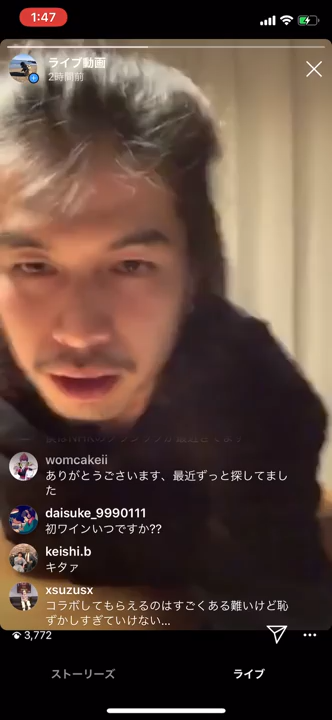 1:47
ライブ動画
2時間前
womcakeii
ありがとうごさいます、最近ずっと探してまし
た
daisuke_9990111
初ワインいつですか??
keishi.b
キタァ
xsuzusx
コラボしてもらえるのはすごくある難いけど恥
ずかしすぎていけない...
3,772
ストーリーズ
ライブ